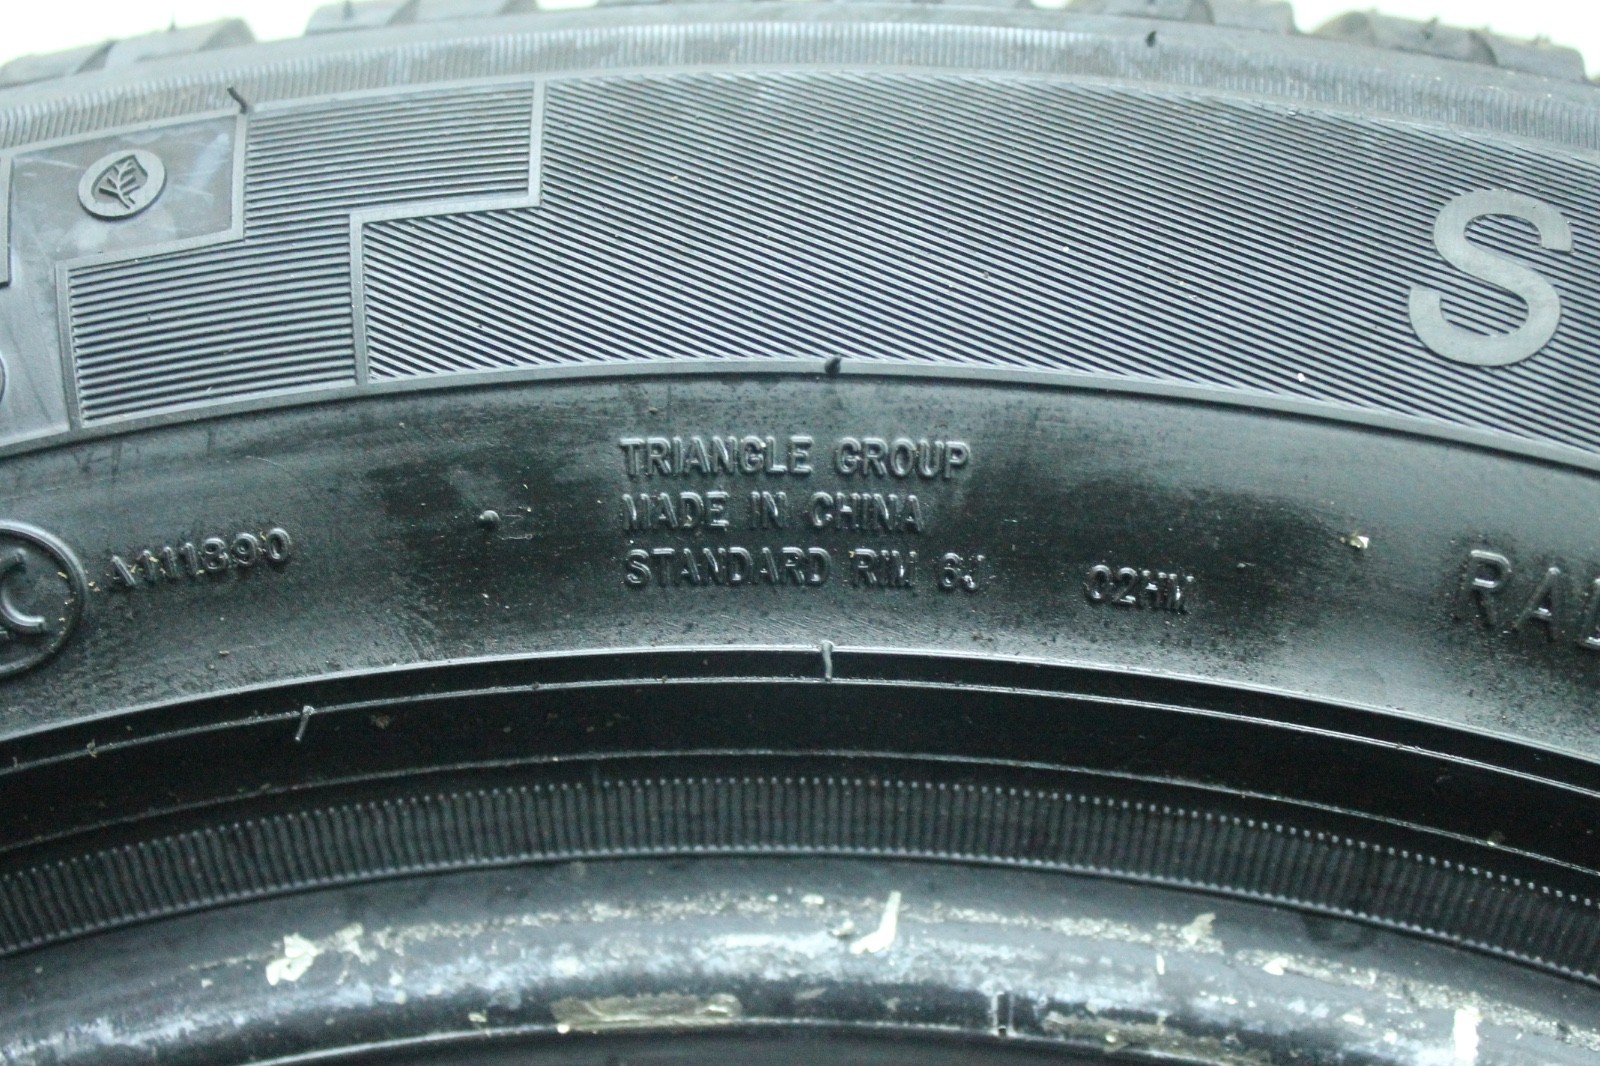 S
TRIANGLE GROUP
MADE IN CHINA
STANDARD RIM 6J
A111890
02HM